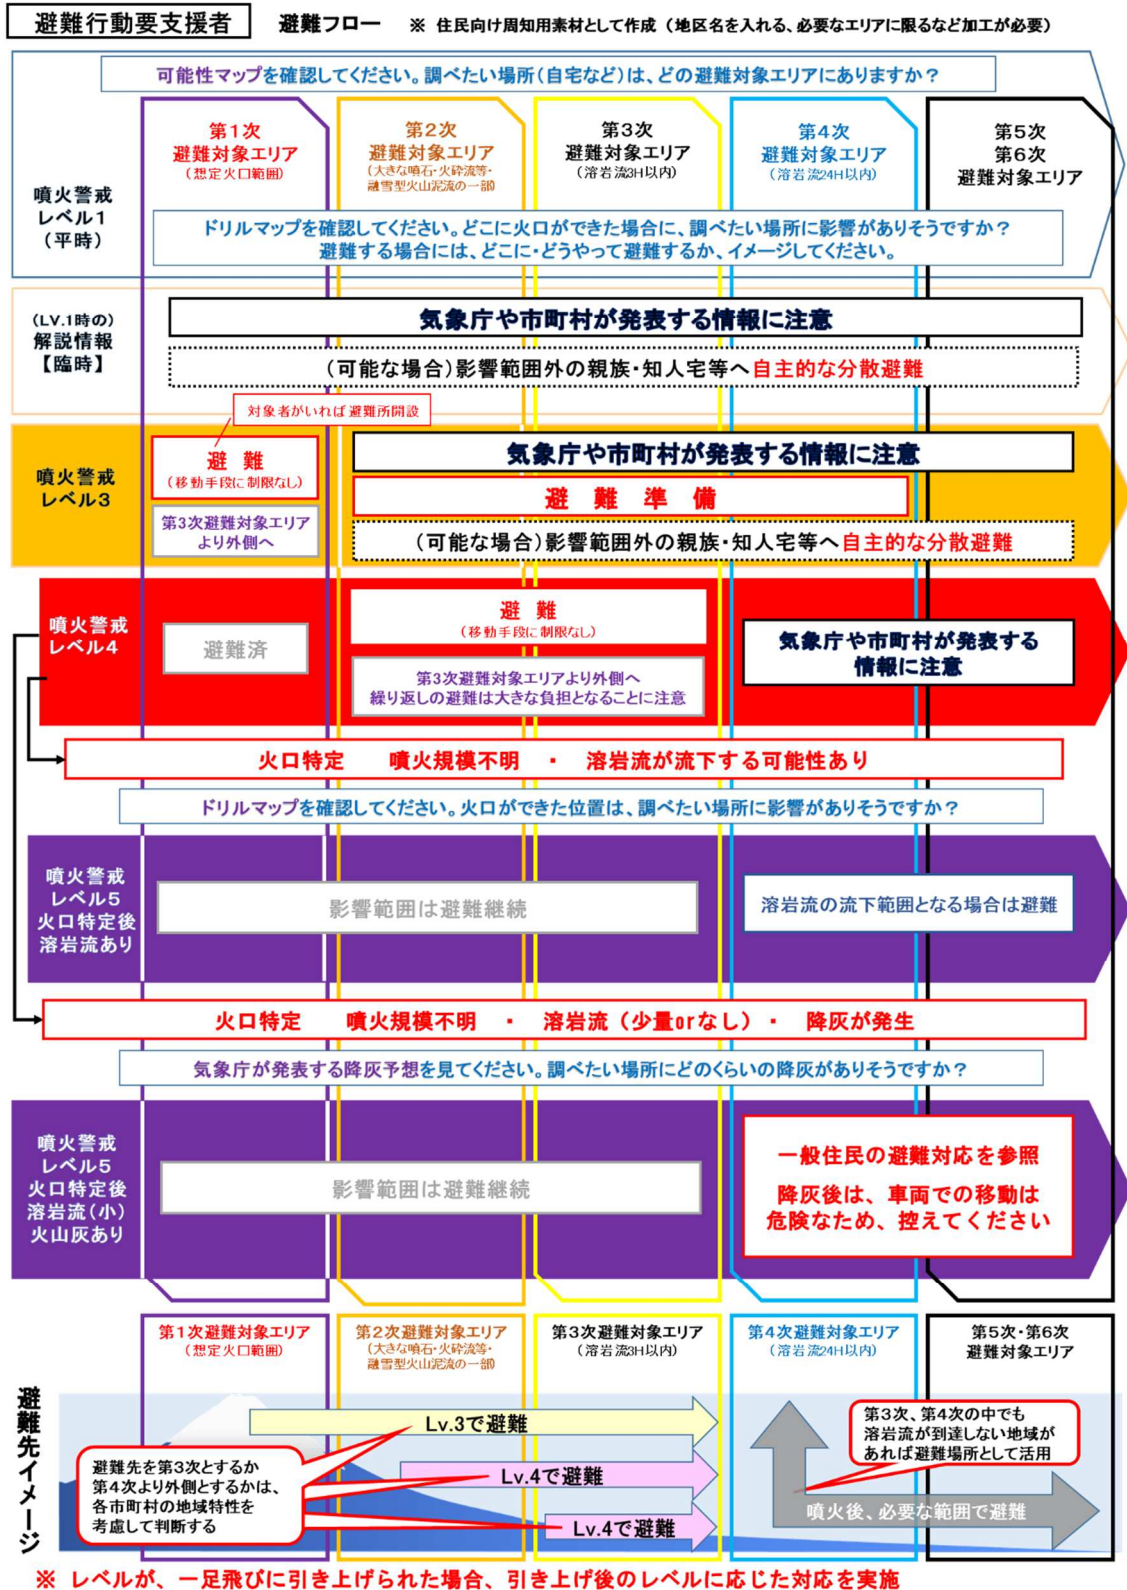 避難行動要支援者
避難フロー ※ 住民向け周知用素材として作成（地区名を入れる、必要なエリアに限るなど加工が必要）
可能性マップを確認してください。調べたい場所（自宅など）は、どの避難対象エリアにありますか？
噴火警戒
レベル1
（平時）
第1次
避難対象エリア
（想定火口範囲）
第2次
避難対象エリア
（大きな噴石・火砕流等・
融雪型火山泥流の一部）
第3次
避難対象エリア
（溶岩流3H以内）
第4次
避難対象エリア
（溶岩流24H以内）
第5次
第6次
避難対象エリア
ドリルマップを確認してください。どこに火口ができた場合に、調べたい場所に影響がありそうですか？
避難する場合には、どこに・どうやって避難するか、イメージしてください。
（LV.1時の）
解説情報
【臨時】
気象庁や市町村が発表する情報に注意
（可能な場合）影響範囲外の親族・知人宅等へ自主的な分散避難
対象者がいれば避難所開設
噴火警戒
レベル3
避 難
（移動手段に制限なし）
第3次避難対象エリア
より外側へ
気象庁や市町村が発表する情報に注意
避 難 準 備
（可能な場合）影響範囲外の親族・知人宅等へ自主的な分散避難
噴火警戒
レベル4
避難済
避 難
（移動手段に制限なし）
第3次避難対象エリアより外側へ
繰り返しの避難は大きな負担となることに注意
気象庁や市町村が発表する
情報に注意
火口特定 噴火規模不明 ・ 溶岩流が流下する可能性あり
ドリルマップを確認してください。火口ができた位置は、調べたい場所に影響がありそうですか？
噴火警戒
レベル5
火口特定後
溶岩流あり
影響範囲は避難継続
溶岩流の流下範囲となる場合は避難
火口特定 噴火規模不明 ・ 溶岩流（少量orなし）・ 降灰が発生
気象庁が発表する降灰予想を見てください。調べたい場所にどのくらいの降灰がありそうですか？
噴火警戒
レベル5
火口特定後
溶岩流（小）
火山灰あり
影響範囲は避難継続
一般住民の避難対応を参照
降灰後は、車両での移動は
危険なため、控えてください
第1次避難対象エリア
（想定火口範囲）
第2次避難対象エリア
（大きな噴石・火砕流等・
融雪型火山泥流の一部）
第3次避難対象エリア
（溶岩流3H以内）
第4次避難対象エリア
（溶岩流24H以内）
第5次・第6次
避難対象エリア
避難先イメージ
Lv.3で避難
Lv.4で避難
Lv.4で避難
避難先を第3次とするか
第4次より外側とするかは、
各市町村の地域特性を
考慮して判断する
第3次、第4次の中でも
溶岩流が到達しない地域が
あれば避難場所として活用
噴火後、必要な範囲で避難
※ レベルが、一足飛びに引き上げられた場合、引き上げ後のレベルに応じた対応を実施